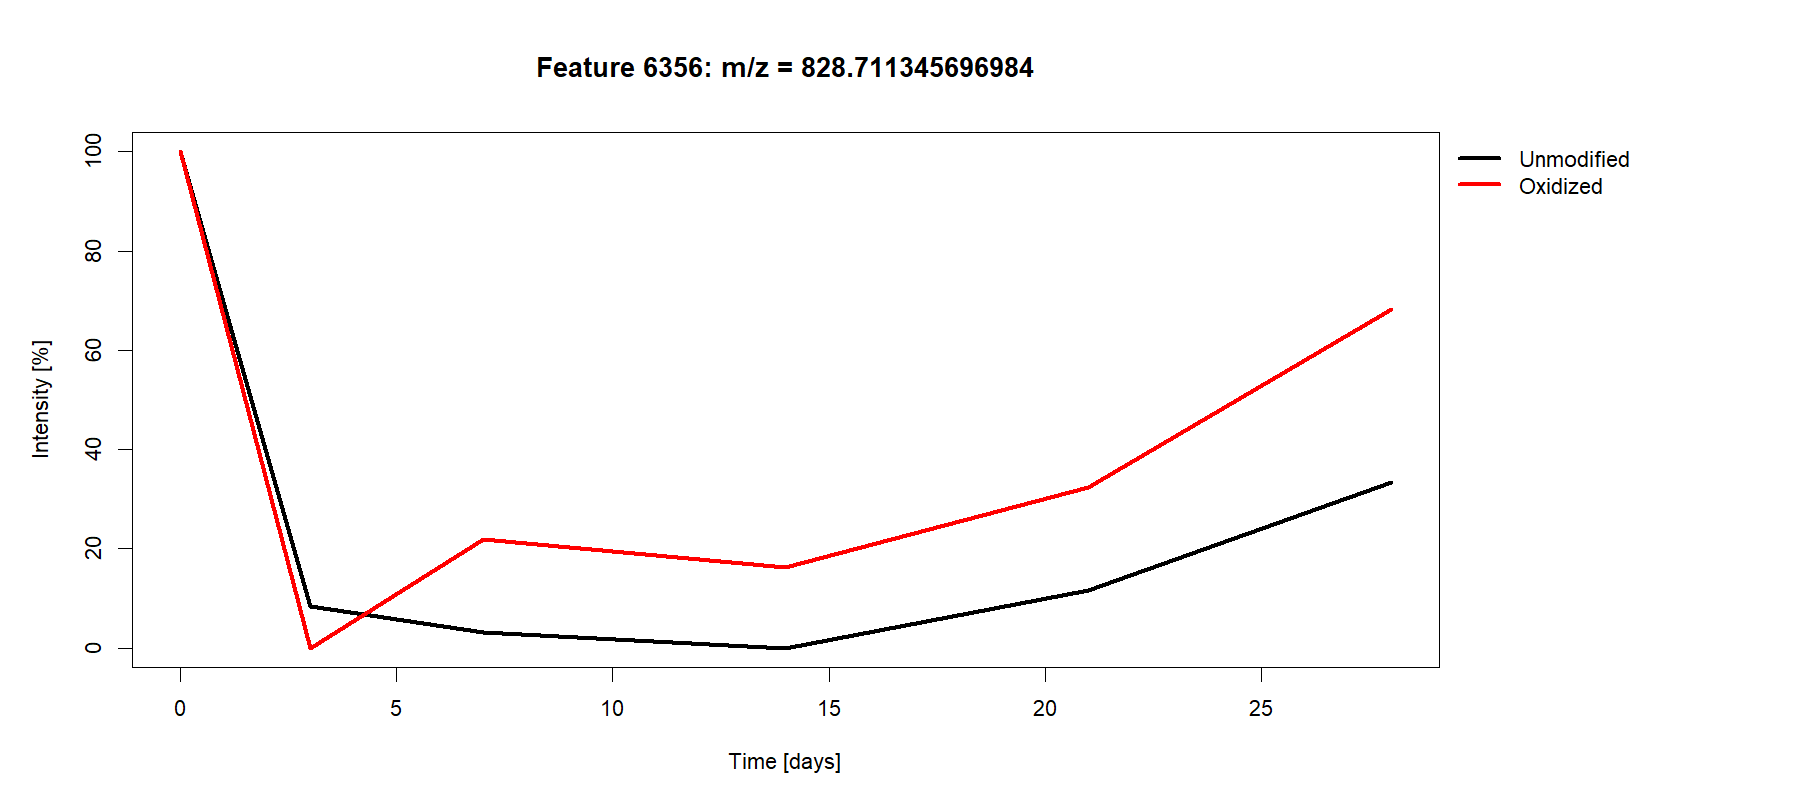 Feature 6356: m/z = 828.711345696984
Unmodified
Oxidized
Intensity [%]
100
80
60
40
20
0
0 5 10 15 20 25
Time [days]